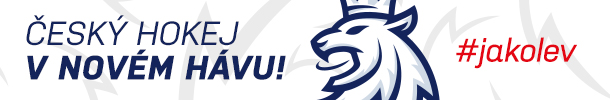 ČESKÝ HOKEJ
V NOVÉM HÁVU!
#jakolev